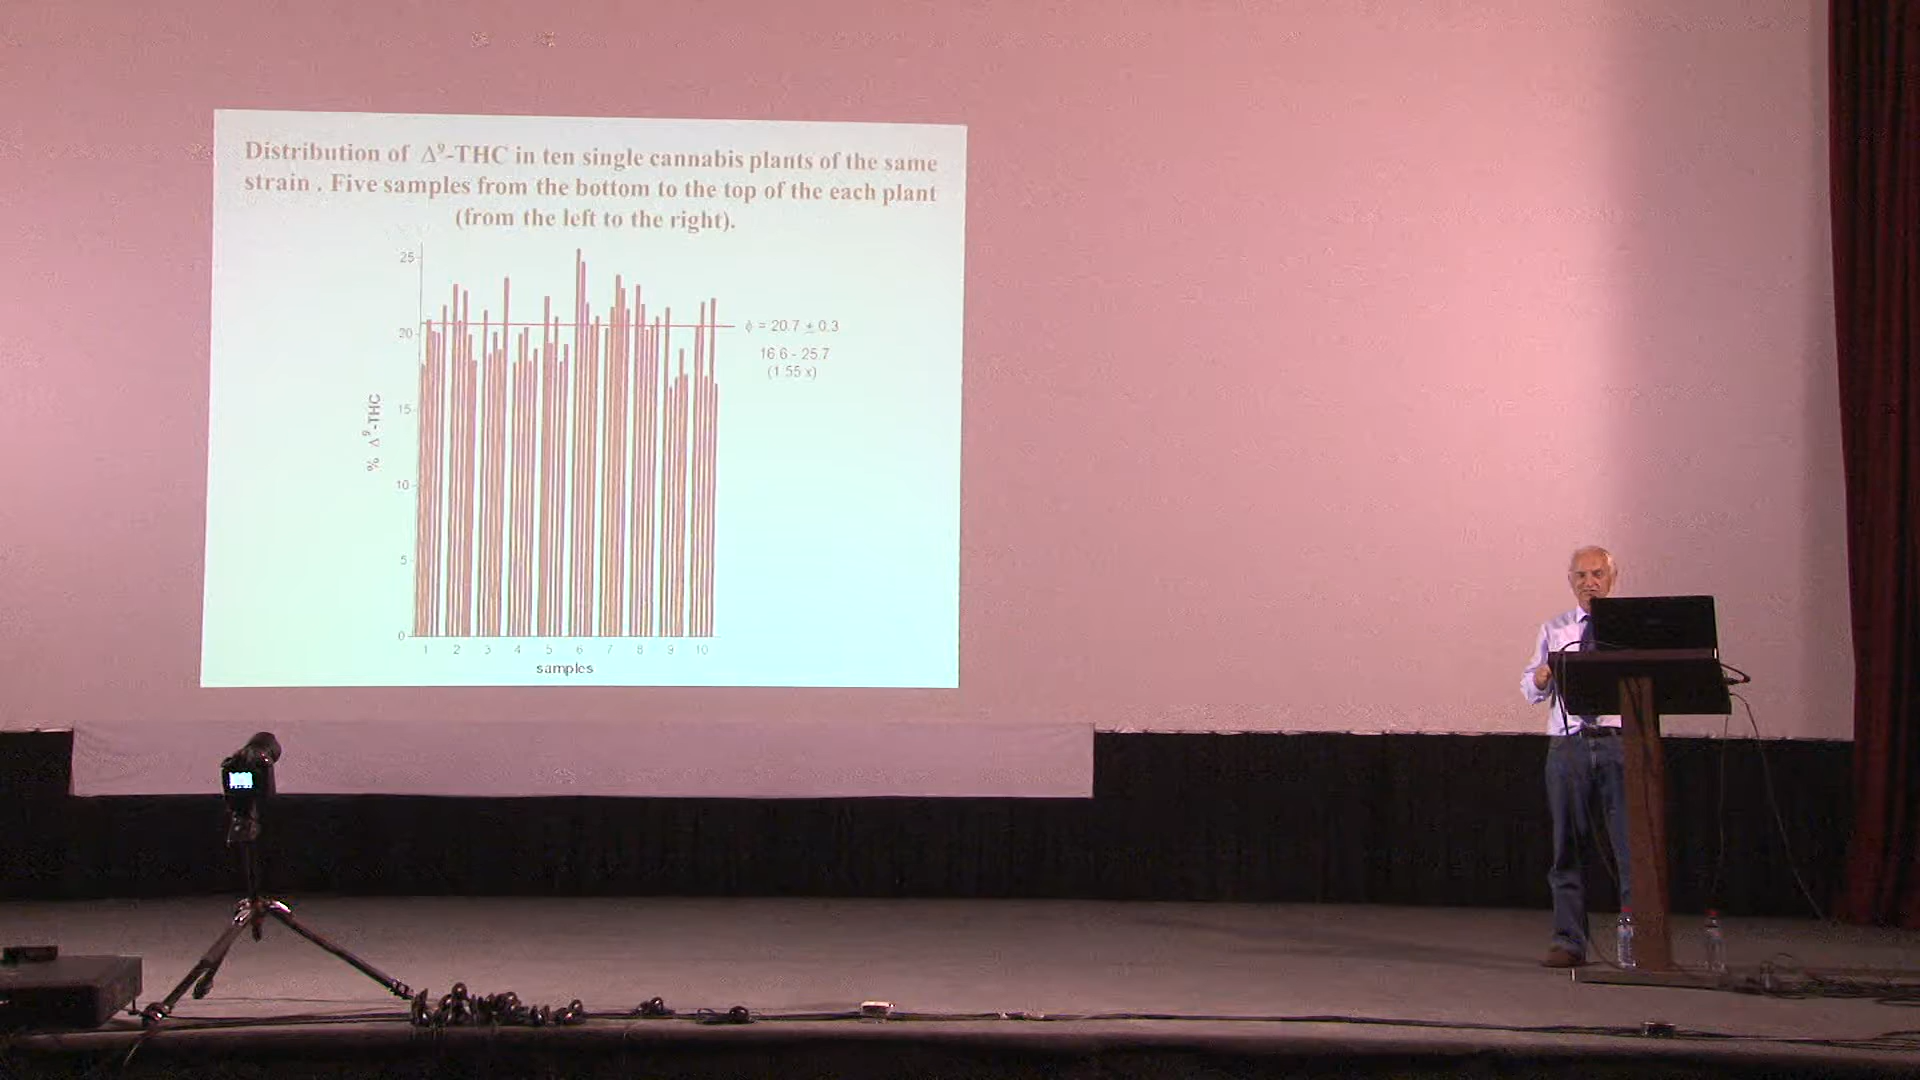 Distribution of Δ⁹-THC in ten single cannabis plants of the same
strain . Five samples from the bottom to the top of the each plant
(from the left to the right).
25
20
15
10
5
0
% Δ⁹-THC
ϕ = 20.7 ± 0.3
16.6 - 25.7
(1.55 x)
1 2 3 4 5 6 7 8 9 10
samples